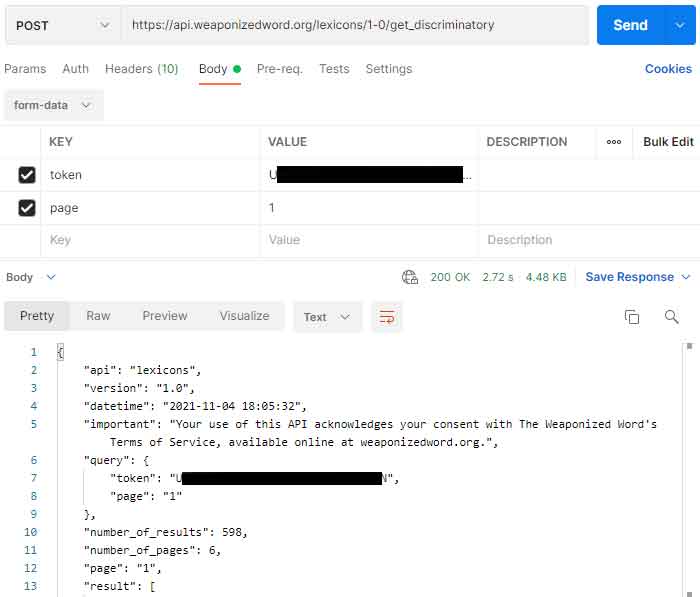 POST https://api.weaponizedword.org/lexicons/1-0/get_discriminatory Send
Params Auth Headers (10) Body Pre-req. Tests Settings Cookies
form-data
KEY VALUE DESCRIPTION ooo Bulk Edit
token U...
page 1
Key Value Description
Body 200 OK 2.72 s 4.48 KB Save Response
Pretty Raw Preview Visualize Text
1 {
2 "api": "lexicons",
3 "version": "1.0",
4 "datetime": "2021-11-04 18:05:32",
5 "important": "Your use of this API acknowledges your consent with The Weaponized Word's
Terms of Service, available online at weaponizedword.org.",
6 "query": {
7 "token": "U N",
8 "page": "1"
9 },
10 "number_of_results": 598,
11 "number_of_pages": 6,
12 "page": "1",
13 "result": [